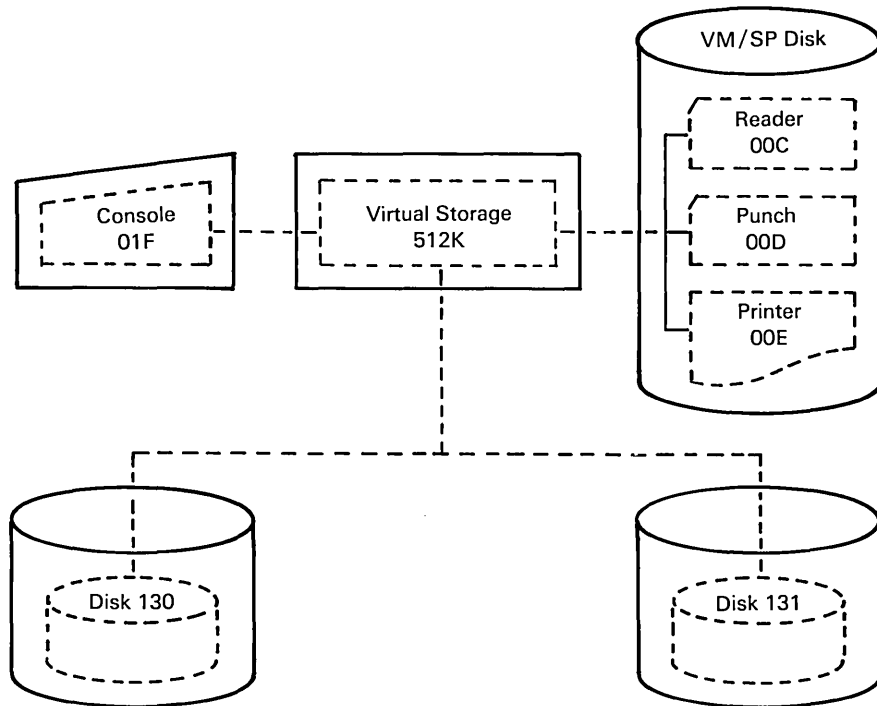 VM/SP Disk
Reader
00C
Console
01F
Virtual Storage
512K
Punch
00D
Printer
00E
Disk 130
Disk 131